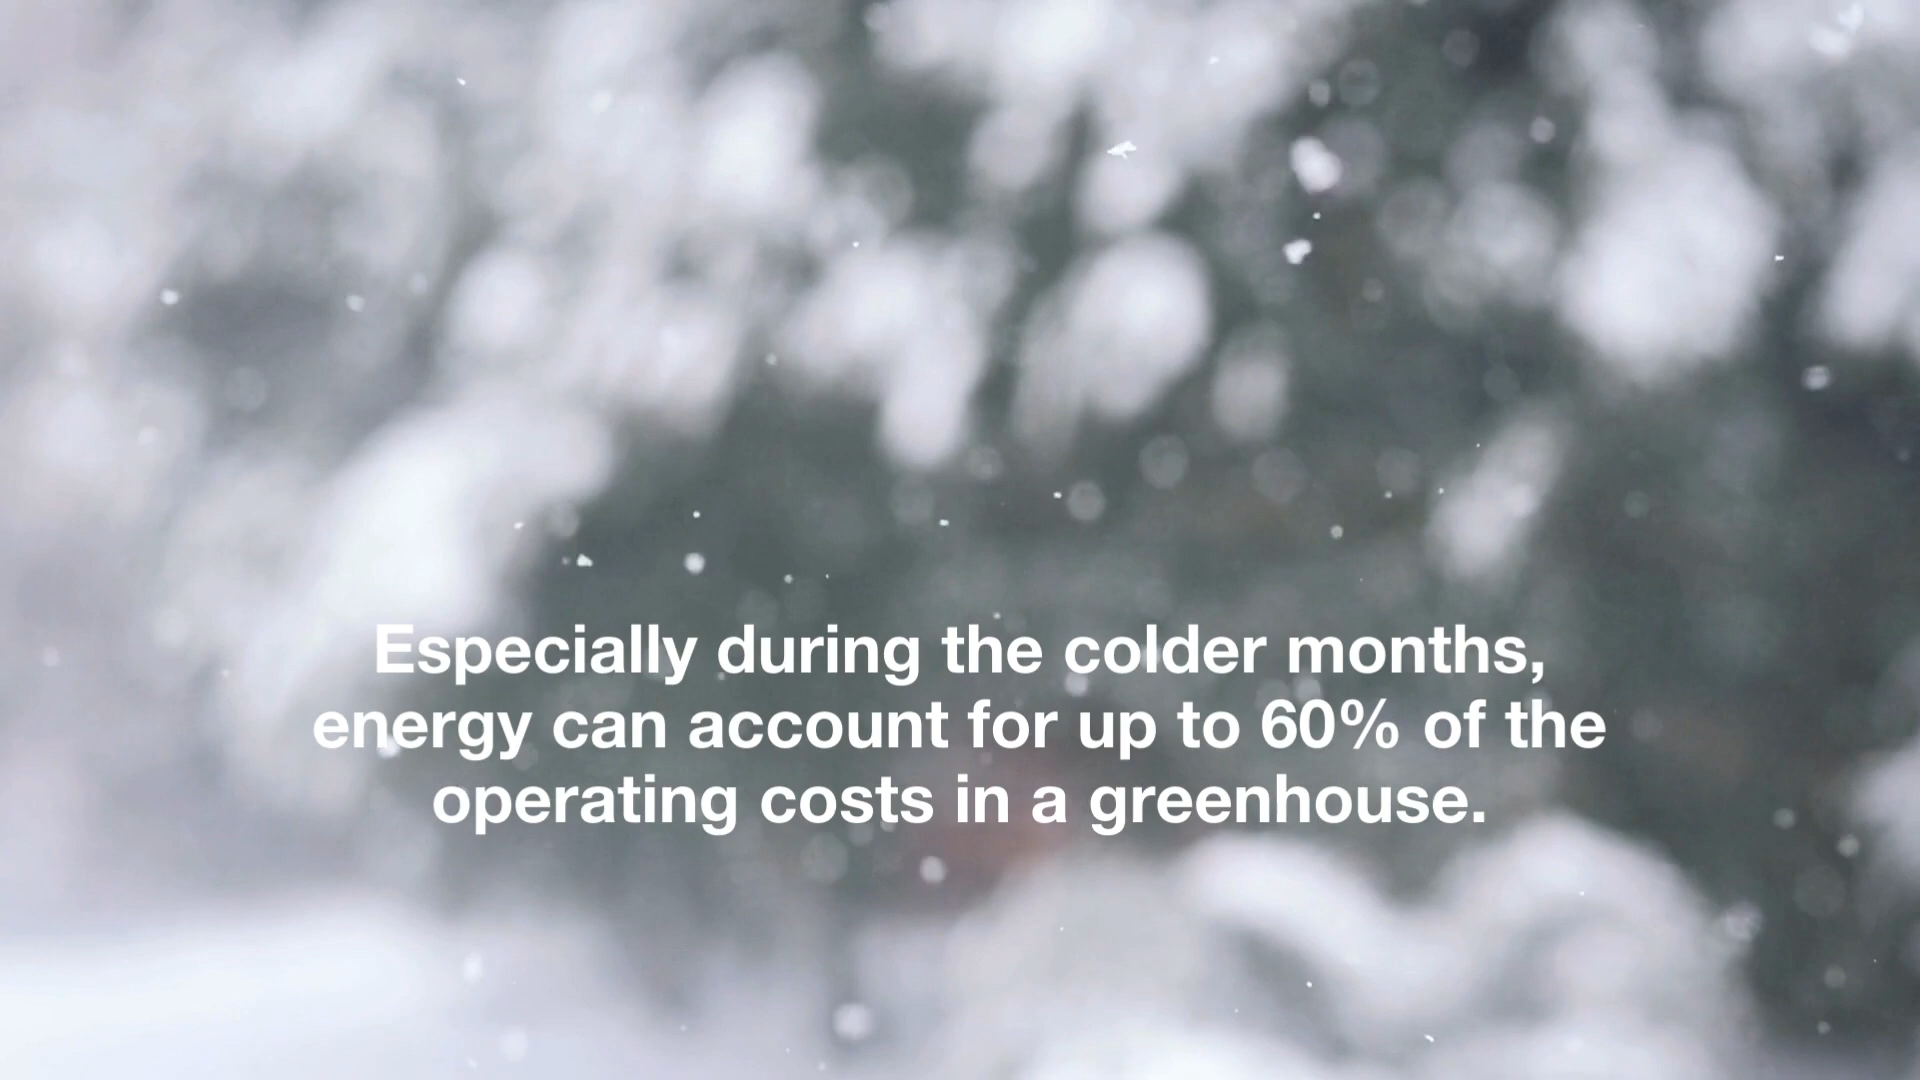 Especially during the colder months,
energy can account for up to 60% of the
operating costs in a greenhouse.